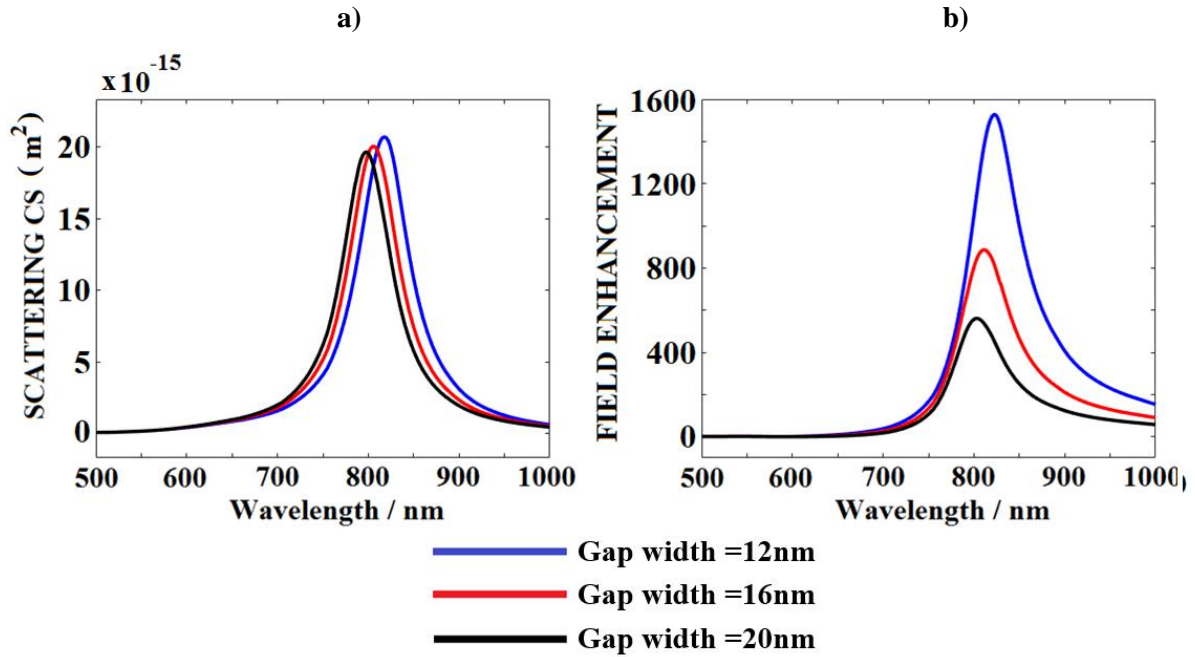 a)
b)
x10^-15
SCATTERING CS ( m²)
20
15
10
5
0
500 600 700 800 900 1000
Wavelength / nm
FIELD ENHANCEMENT
1600
1200
800
400
0
500 600 700 800 900 1000)
Wavelength / nm
Gap width =12nm
Gap width =16nm
Gap width =20nm